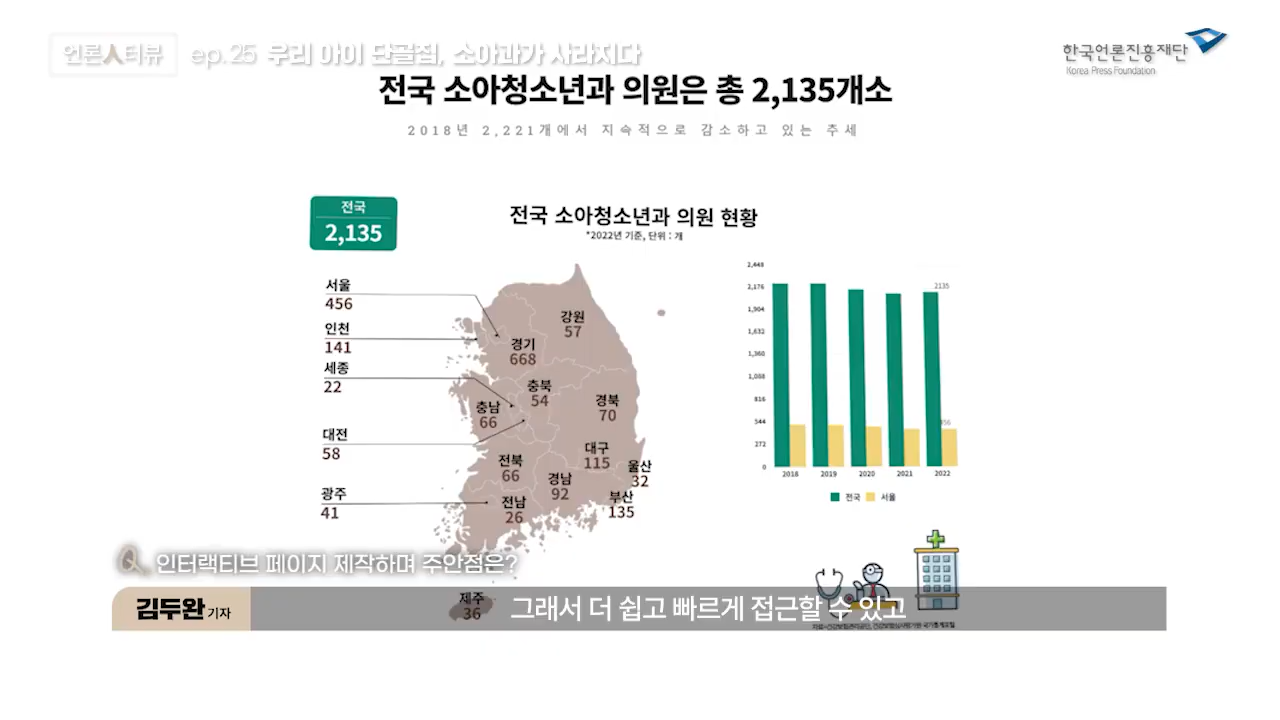 언론人터뷰 ep.25 우리 아이 단골집, 소아과가 사라지다
한국언론진흥재단
Korea Press Foundation
전국 소아청소년과 의원은 총 2,135개소
2018년 2,221개에서 지속적으로 감소하고 있는 추세
전국
2,135
전국 소아청소년과 의원 현황
*2022년 기준, 단위 : 개
서울
456
인천
141
세종
22
대전
58
광주
41
강원
57
경기
668
충북
54
충남
66
경북
70
대구
115
전북
66
경남
92
울산
32
부산
135
전남
26
제주
36
2,448
2,176
1,904
1,632
1,360
1,088
816
544
272
0
2135
456
2018 2019 2020 2021 2022
전국 서울
Q 인터랙티브 페이지 제작하며 주안점은?
김두완 기자
그래서 더 쉽고 빠르게 접근할 수 있고